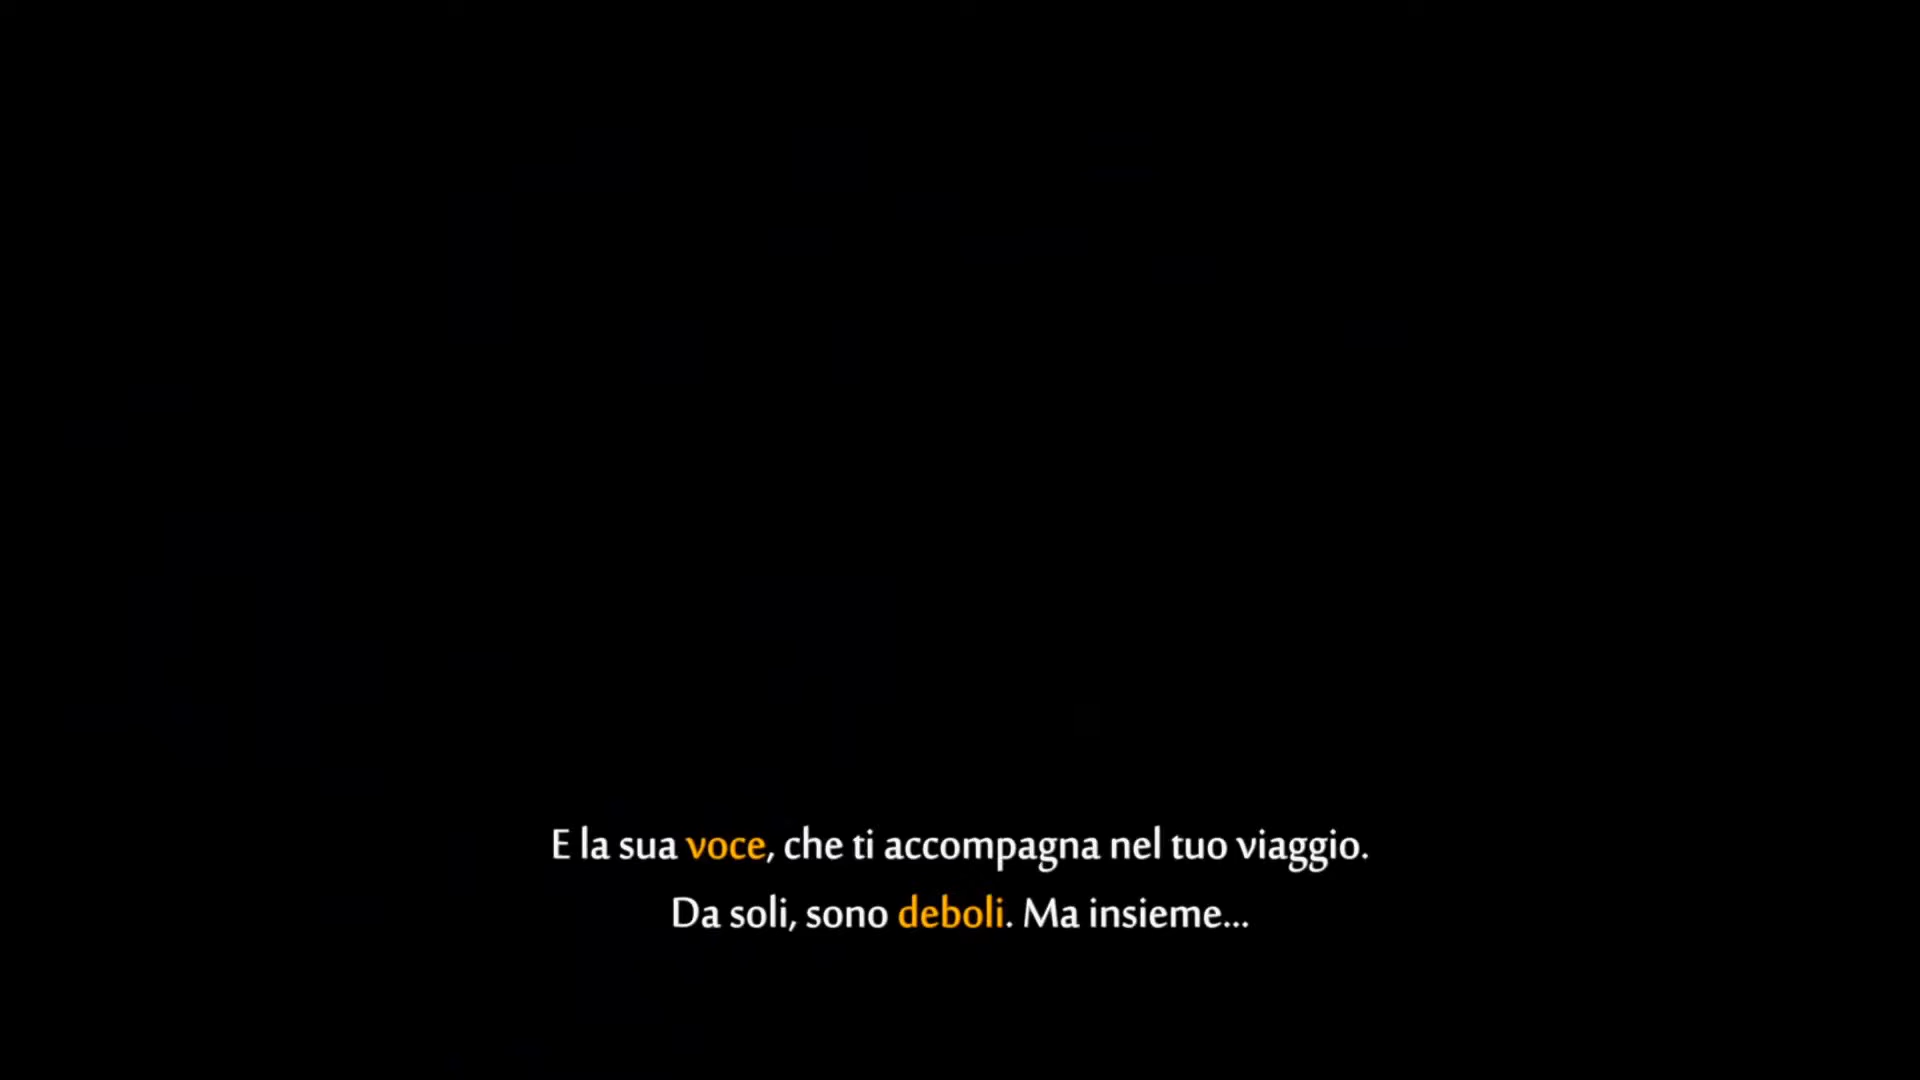 E la sua voce, che ti accompagna nel tuo viaggio.
Da soli, sono deboli. Ma insieme...